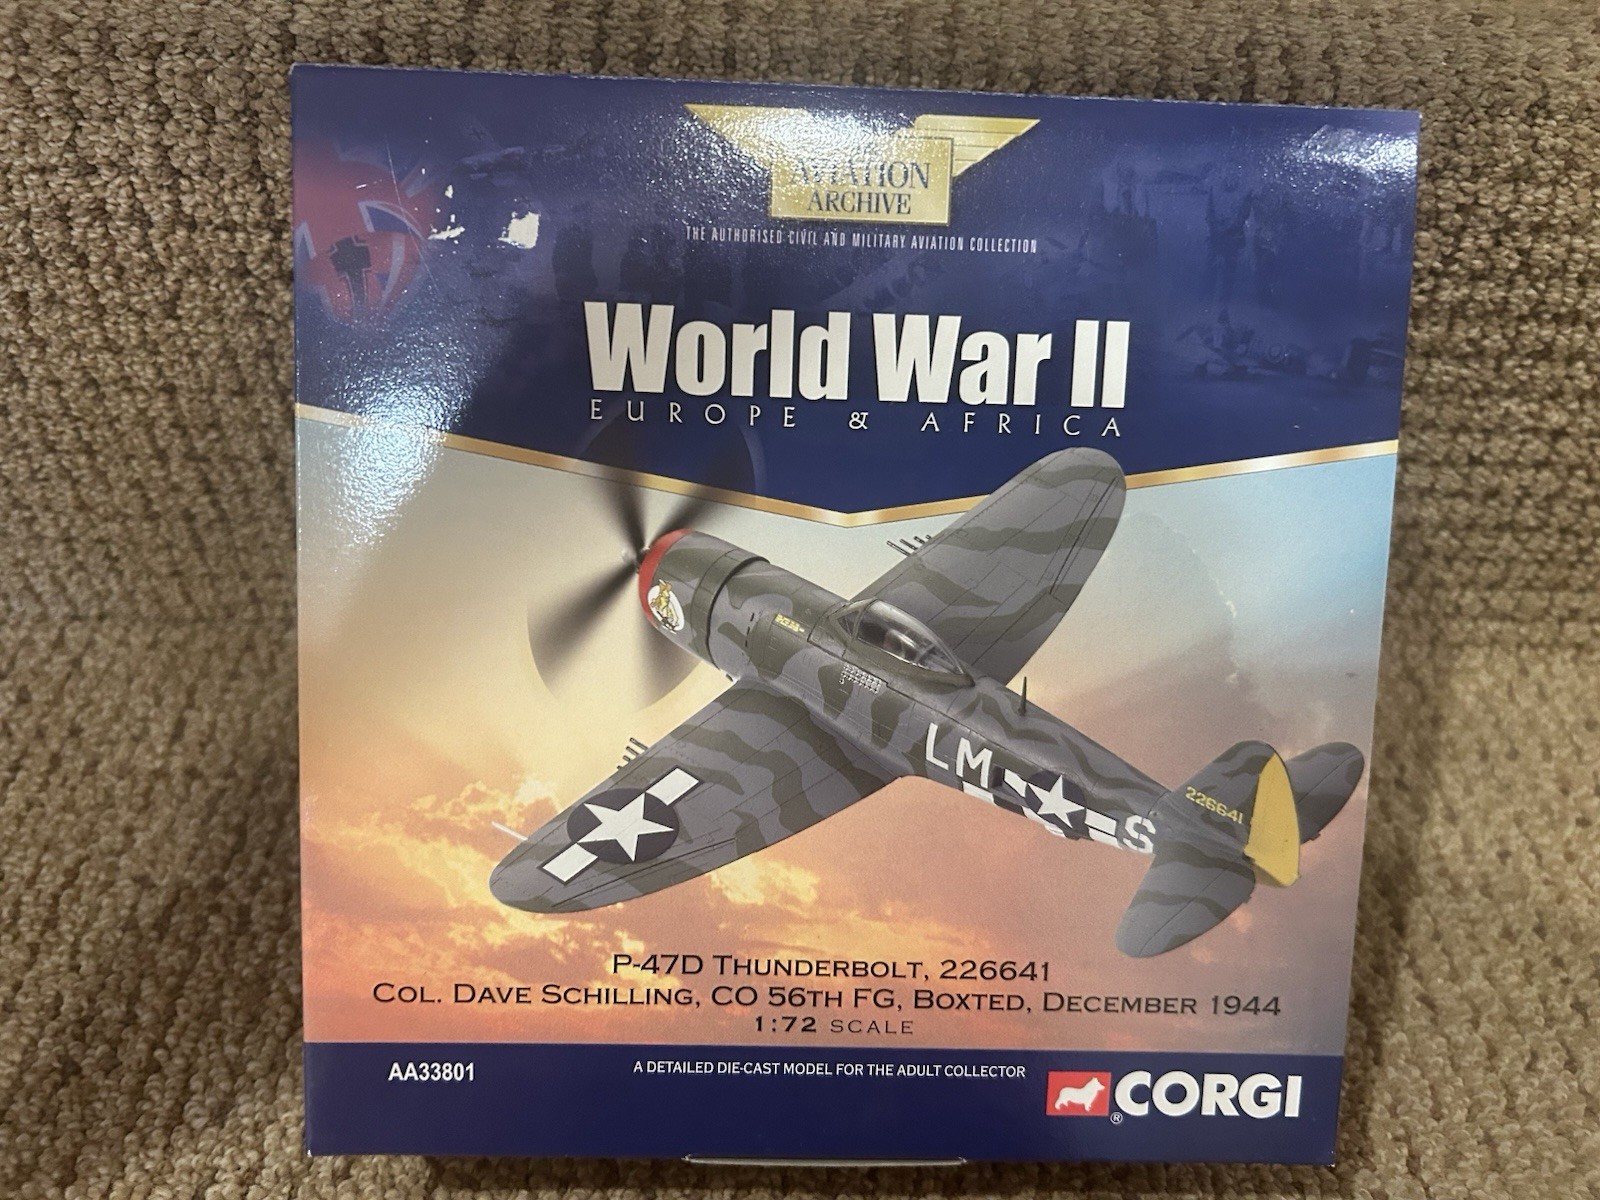 AVIATION
ARCHIVE
THE AUTHORISED CIVIL AND MILITARY AVIATION COLLECTION
World War II
EUROPE & AFRICA
LM
S
226641
P-47D THUNDERBOLT, 226641
COL. DAVE SCHILLING, CO 56TH FG, BOXTED, DECEMBER 1944
1:72 SCALE
AA33801
A DETAILED DIE-CAST MODEL FOR THE ADULT COLLECTOR
CORGI
®